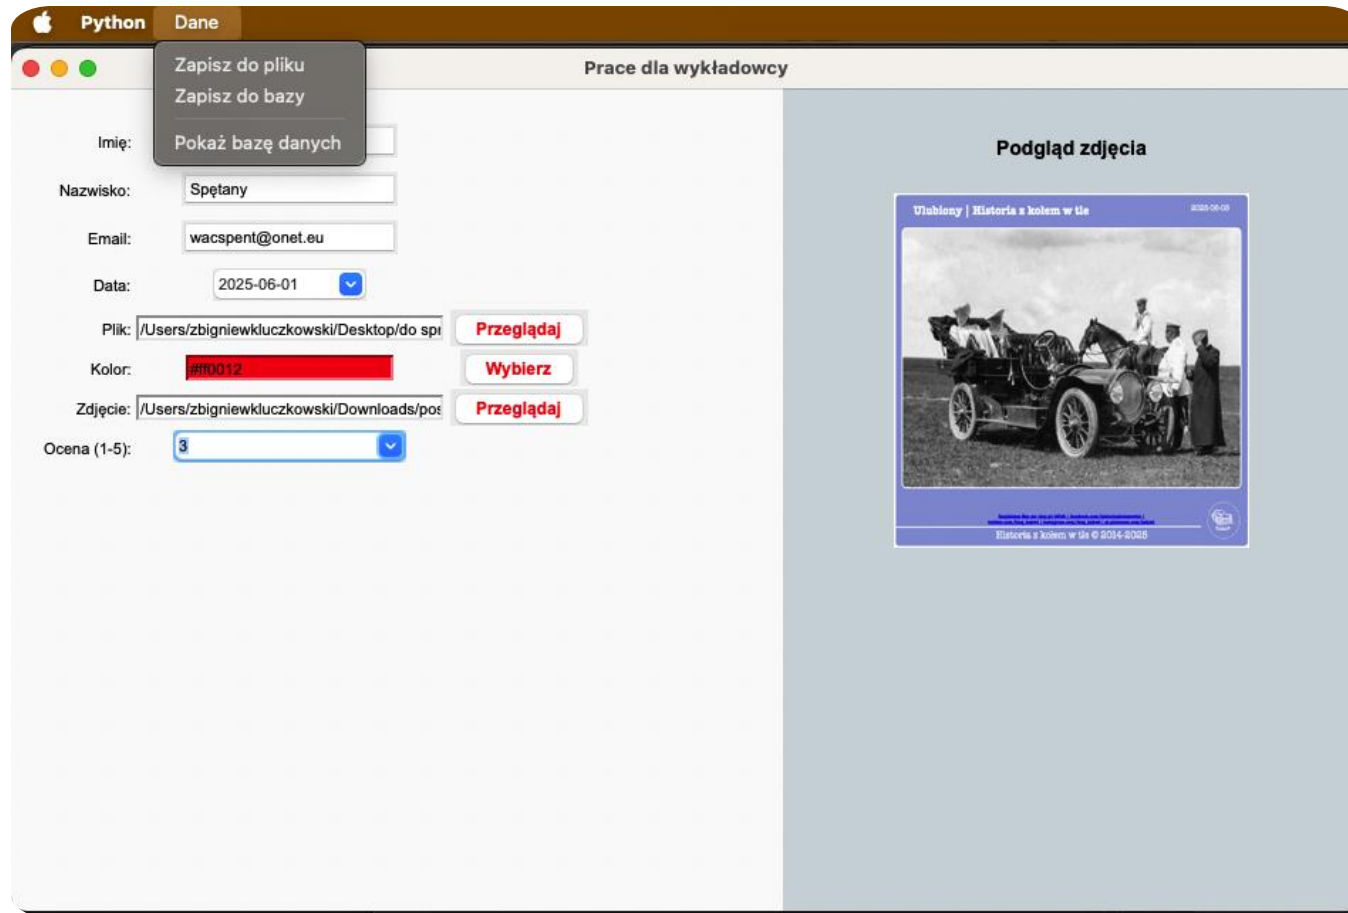 Python Dane
Zapisz do pliku
Zapisz do bazy
Pokaż bazę danych
Prace dla wykładowcy
Imię:
Nazwisko: Spętany
Email: wacspent@onet.eu
Data: 2025-06-01
Plik: /Users/zbigniewkluczkowski/Desktop/do spr Przeglądaj
Kolor: #ff0012 Wybierz
Zdjęcie: /Users/zbigniewkluczkowski/Downloads/pos Przeglądaj
Ocena (1-5): 3
Podgląd zdjęcia
Ulubiony | Historia z kołem w tle
Historia z kołem w tle © 2014-2025